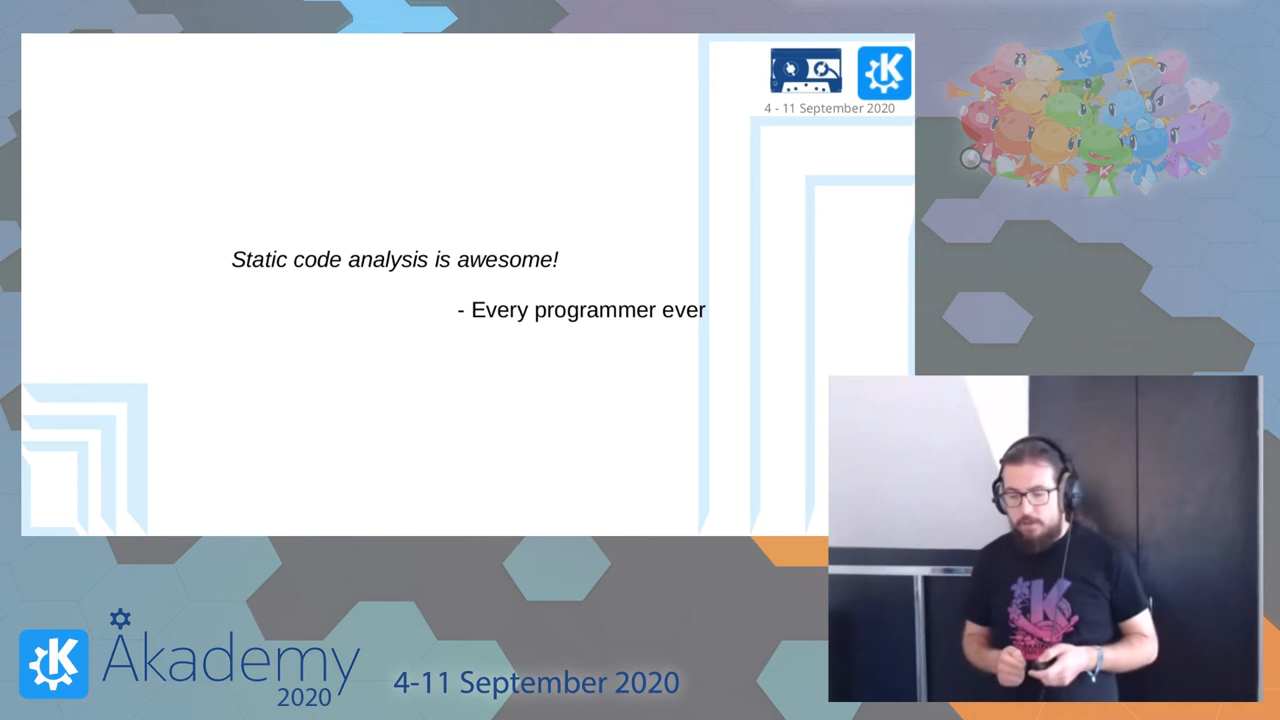 4 - 11 September 2020
Static code analysis is awesome!
- Every programmer ever
Akademy
2020
4-11 September 2020